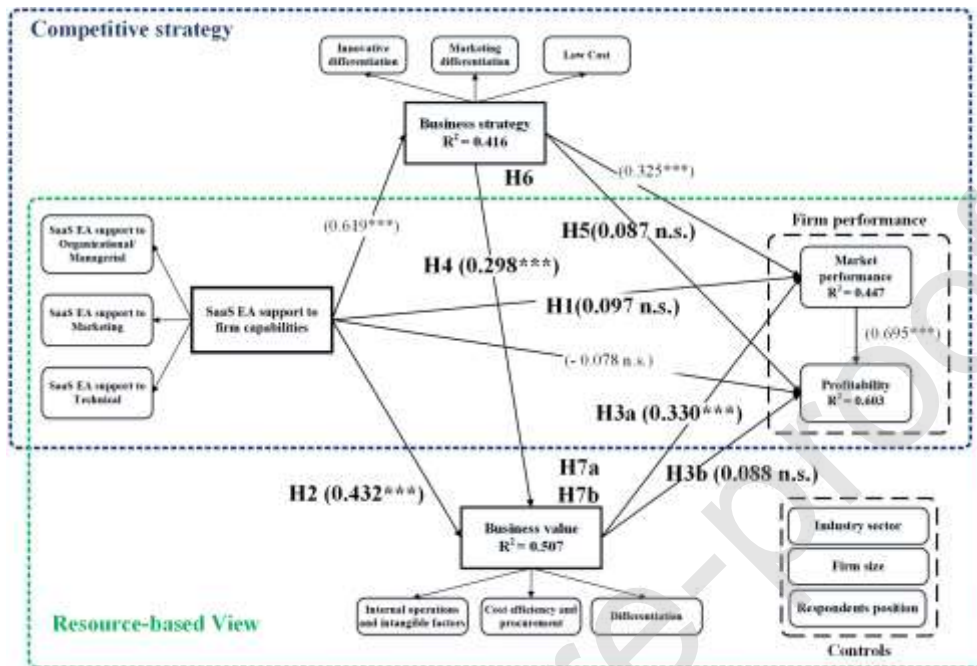 Competitive strategy
Innovative
differentiation
Marketing
differentiation
Low Cost
Business strategy
R² = 0.416
H6
(0.325***)
(0.619***)
SaaS EA support to
Organizational/
Managerial
SaaS EA support to
Marketing
SaaS EA support to
Technical
SaaS EA support to
firm capabilities
H4 (0.298***)
H5(0.087 n.s.)
H1(0.097 n.s.)
(- 0.078 n.s.)
Firm performance
Market
performance
R² = 0.447
(0.695***)
Profitability
R² = 0.603
H3a (0.330***)
H3b (0.088 n.s.)
H2 (0.432***)
H7a
H7b
Business value
R² = 0.507
Internal operations
and intangible factors
Cost efficiency and
procurement
Differentiation
Resource-based View
Industry sector
Firm size
Respondents position
Controls